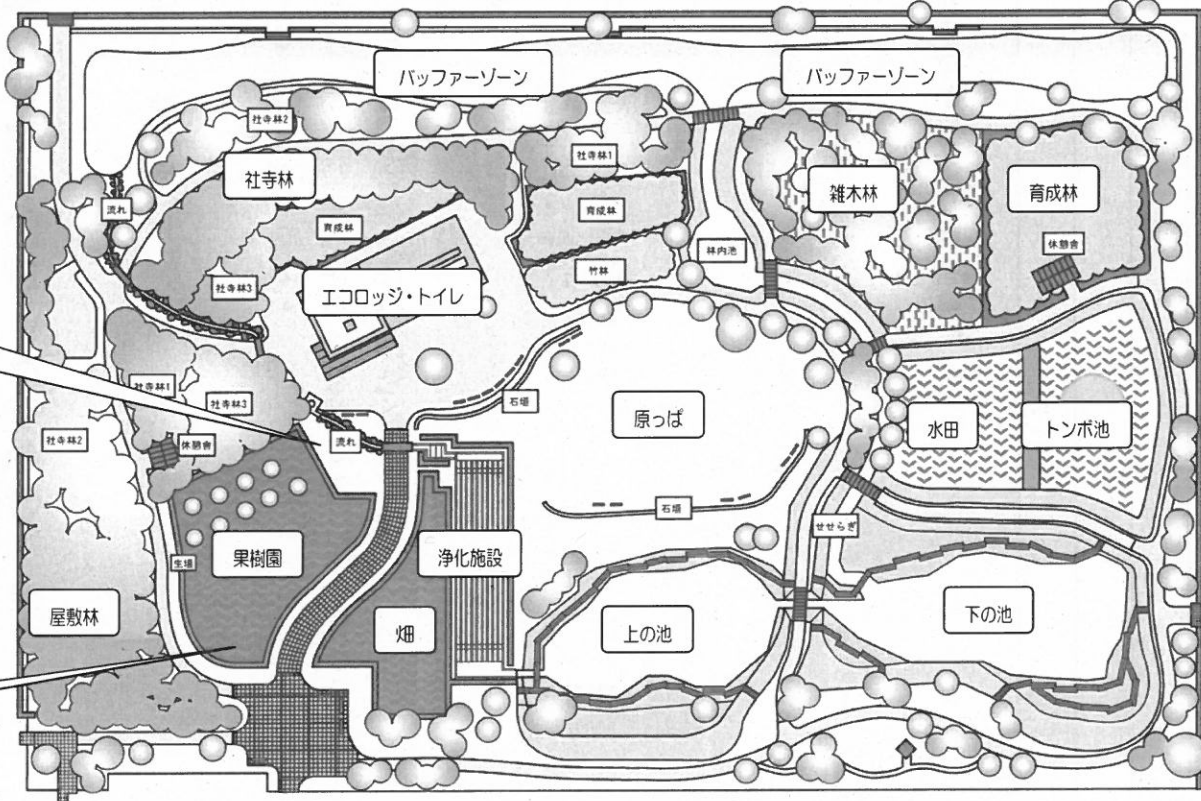 バッファーゾーン
バッファーゾーン
社寺林2
社寺林1
社寺林
雑木林
育成林
流れ
育成林
育成林
休憩舎
林内池
竹林
社寺林3
エコロッジ・トイレ
社寺林1
社寺林3
石垣
原っぱ
水田
トンボ池
社寺林2
休憩舎
流れ
石垣
せせらぎ
生垣
果樹園
浄化施設
屋敷林
畑
上の池
下の池